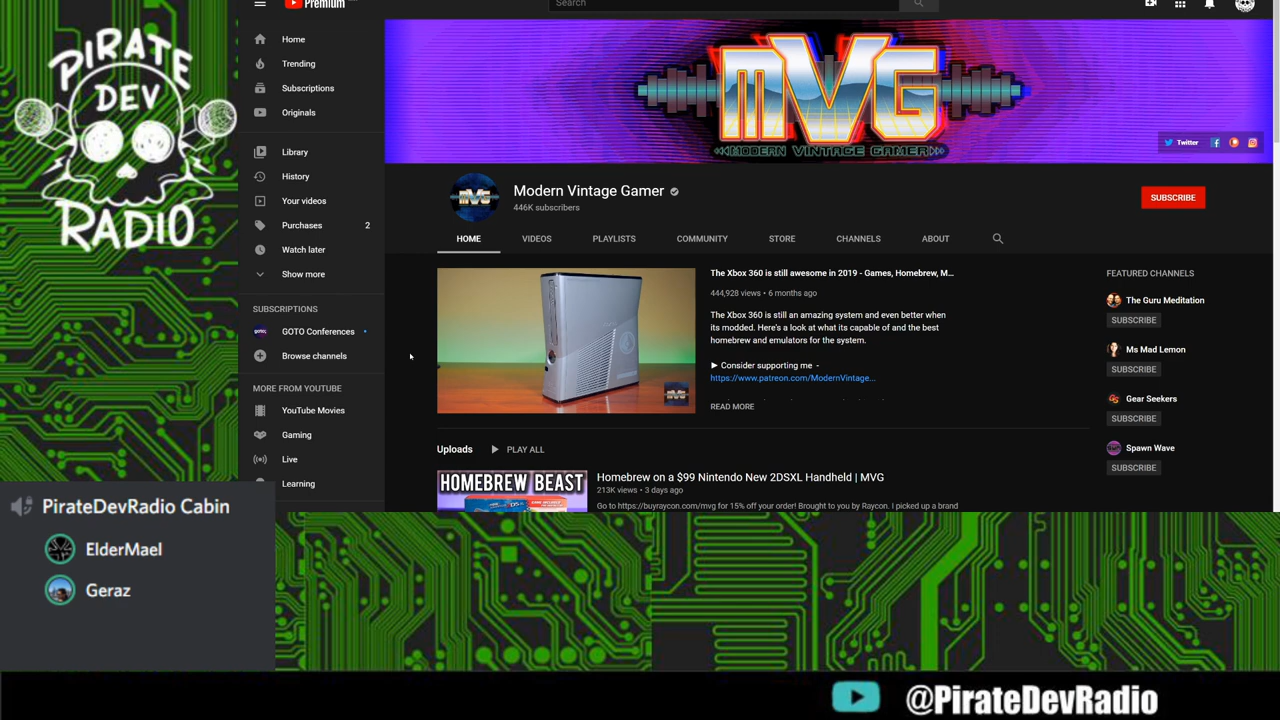 PIRATE
DEV
RADIO
Premium
Search
Home
Trending
Subscriptions
Originals
Library
History
Your videos
Purchases 2
Watch later
Show more
SUBSCRIPTIONS
GOTO Conferences
Browse channels
MORE FROM YOUTUBE
YouTube Movies
Gaming
Live
Learning
MVG
MODERN VINTAGE GAMER
Twitter
Modern Vintage Gamer
446K subscribers
SUBSCRIBE
HOME VIDEOS PLAYLISTS COMMUNITY STORE CHANNELS ABOUT
The Xbox 360 is still awesome in 2019 - Games, Homebrew, M...
444,928 views • 6 months ago
The Xbox 360 is still an amazing system and even better when
its modded. Here's a look at what its capable of and the best
homebrew and emulators for the system.
► Consider supporting me -
https://www.patreon.com/ModernVintage...
READ MORE
FEATURED CHANNELS
The Guru Meditation
SUBSCRIBE
Ms Mad Lemon
SUBSCRIBE
Gear Seekers
SUBSCRIBE
Spawn Wave
SUBSCRIBE
Uploads PLAY ALL
HOMEBREW BEAST
Homebrew on a $99 Nintendo New 2DSXL Handheld | MVG
213K views • 3 days ago
Go to https://buyraycon.com/mvg for 15% off your order! Brought to you by Raycon. I picked up a brand
PirateDevRadio Cabin
ElderMael
Geraz
@PirateDevRadio